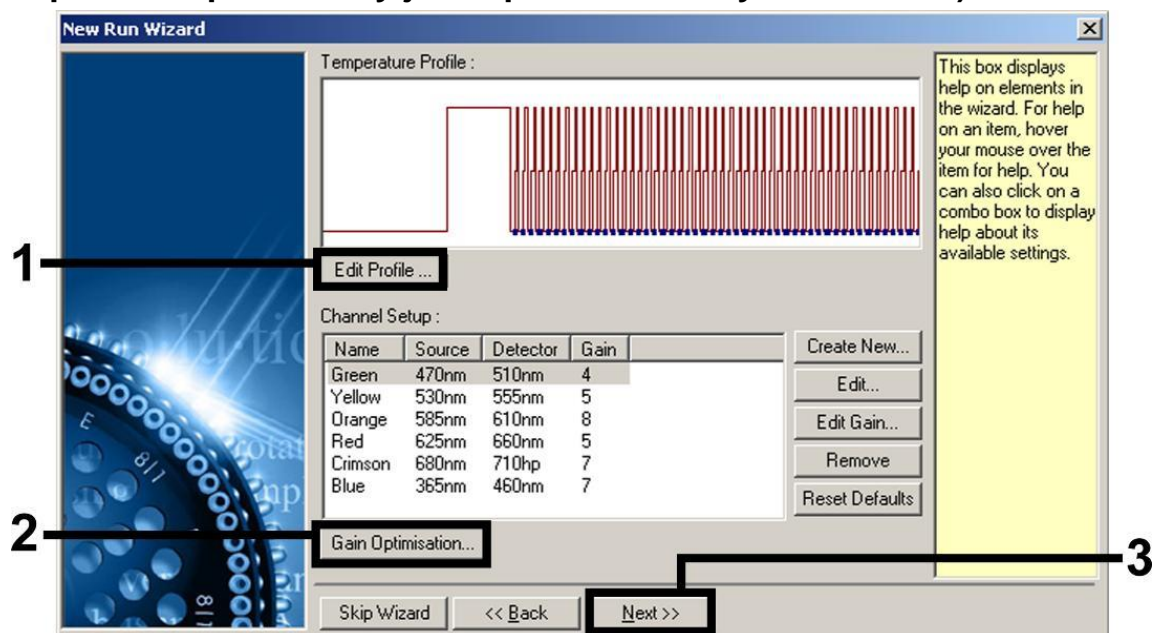 New Run Wizard
Temperature Profile :
This box displays
help on elements in
the wizard. For help
on an item, hover
your mouse over the
item for help. You
can also click on a
combo box to display
help about its
available settings.
1
Edit Profile ...
Channel Setup :
Name Source Detector Gain
Green 470nm 510nm 4
Yellow 530nm 555nm 5
Orange 585nm 610nm 8
Red 625nm 660nm 5
Crimson 680nm 710hp 7
Blue 365nm 460nm 7
Create New...
Edit...
Edit Gain...
Remove
Reset Defaults
2
Gain Optimisation...
3
Skip Wizard
<< Back
Next >>